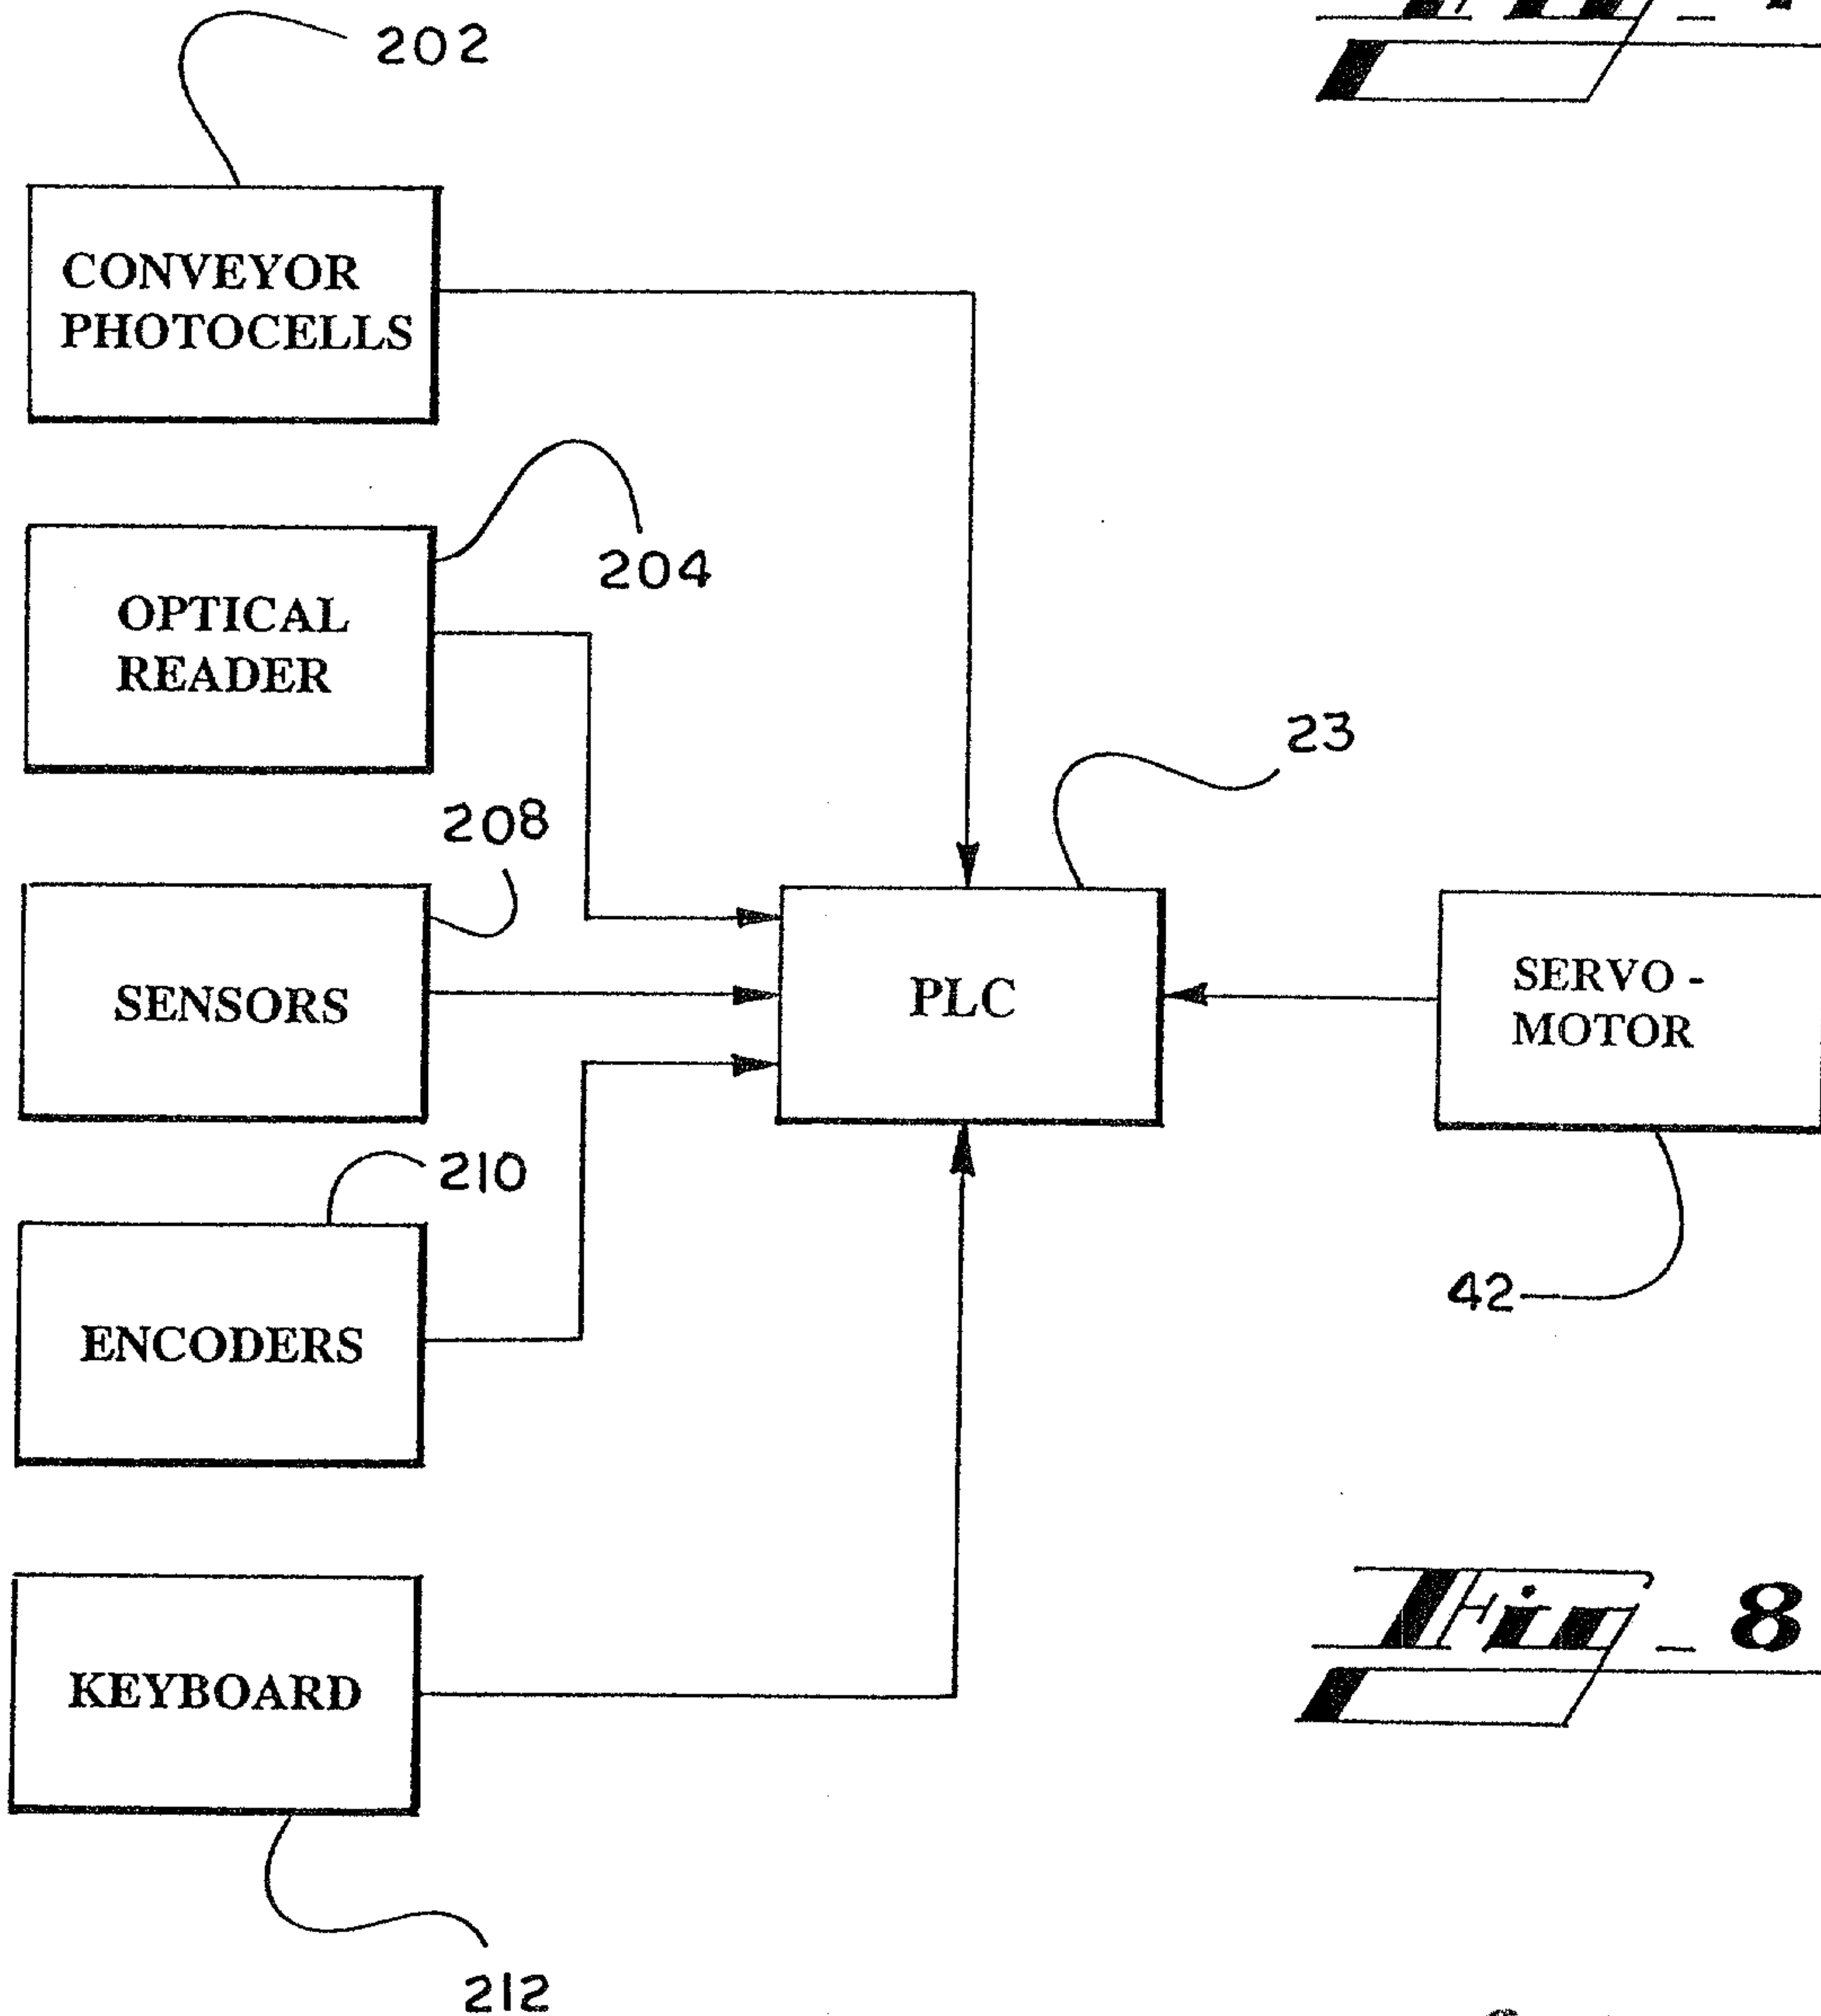 202
CONVEYOR
PHOTOCELLS
OPTICAL
READER
204
23
208
SENSORS
PLC
SERVO -
MOTOR
210
ENCODERS
42
KEYBOARD
Fig_8
212